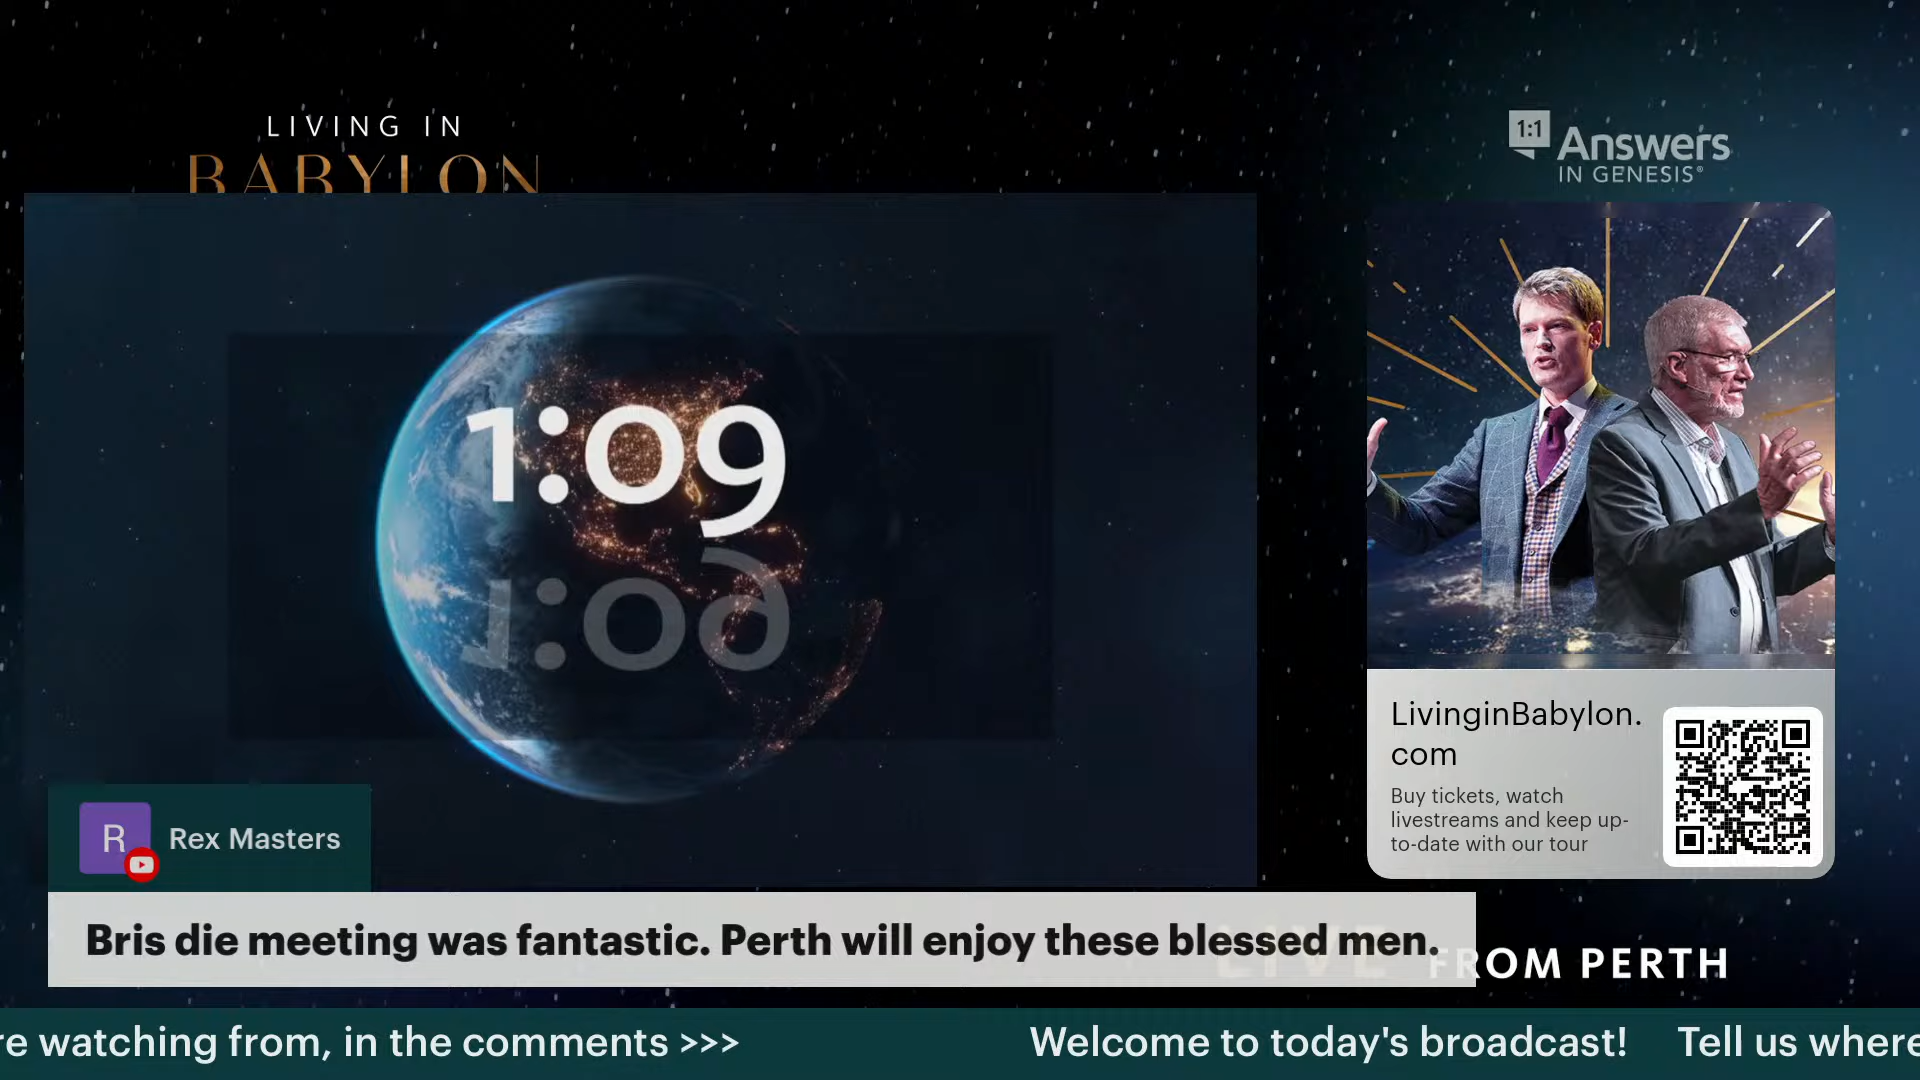 LIVING IN
BABYLON
1:1
Answers
IN GENESIS®
1:09
LivinginBabylon.
com
Buy tickets, watch
livestreams and keep up-
to-date with our tour
R
Rex Masters
Bris die meeting was fantastic. Perth will enjoy these blessed men.
LIVE FROM PERTH
re watching from, in the comments >>> Welcome to today's broadcast! Tell us where